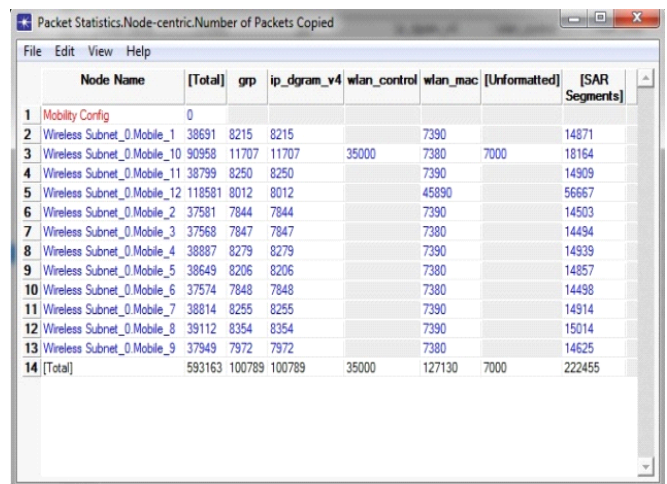 Packet Statistics.Node-centric.Number of Packets Copied
File Edit View Help
Node Name [Total] grp ip_dgram_v4 wlan_control wlan_mac [Unformatted] [SAR Segments]
1 Mobility Config 0
2 Wireless Subnet_0.Mobile_1 38691 8215 8215 7390 14871
3 Wireless Subnet_0.Mobile_10 90958 11707 11707 35000 7380 7000 18164
4 Wireless Subnet_0.Mobile_11 38799 8250 8250 7390 14909
5 Wireless Subnet_0.Mobile_12 118581 8012 8012 45890 56667
6 Wireless Subnet_0.Mobile_2 37581 7844 7844 7390 14503
7 Wireless Subnet_0.Mobile_3 37568 7847 7847 7380 14494
8 Wireless Subnet_0.Mobile_4 38887 8279 8279 7390 14939
9 Wireless Subnet_0.Mobile_5 38649 8206 8206 7380 14857
10 Wireless Subnet_0.Mobile_6 37574 7848 7848 7380 14498
11 Wireless Subnet_0.Mobile_7 38814 8255 8255 7390 14914
12 Wireless Subnet_0.Mobile_8 39112 8354 8354 7390 15014
13 Wireless Subnet_0.Mobile_9 37949 7972 7972 7380 14625
14 [Total] 593163 100789 100789 35000 127130 7000 222455